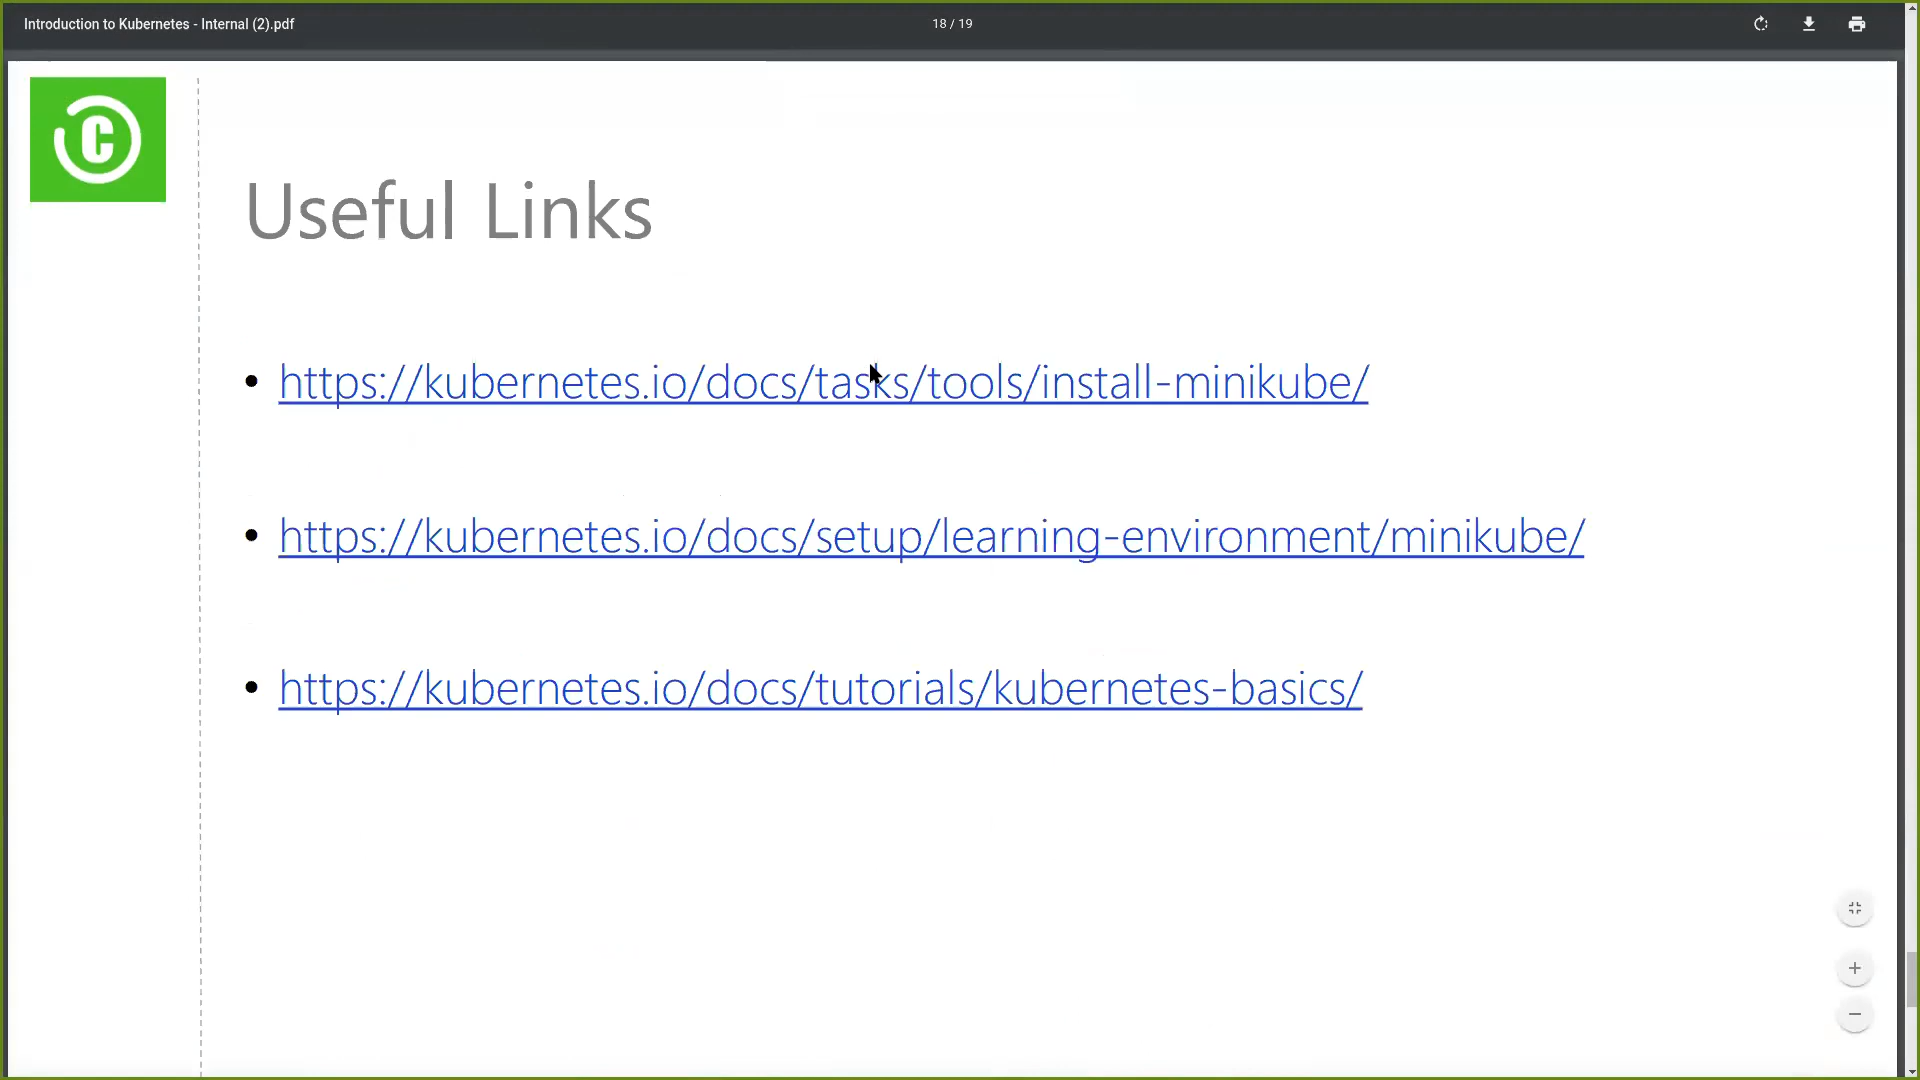 Introduction to Kubernetes - Internal (2).pdf
18 / 19
C
Useful Links
• https://kubernetes.io/docs/tasks/tools/install-minikube/
• https://kubernetes.io/docs/setup/learning-environment/minikube/
• https://kubernetes.io/docs/tutorials/kubernetes-basics/